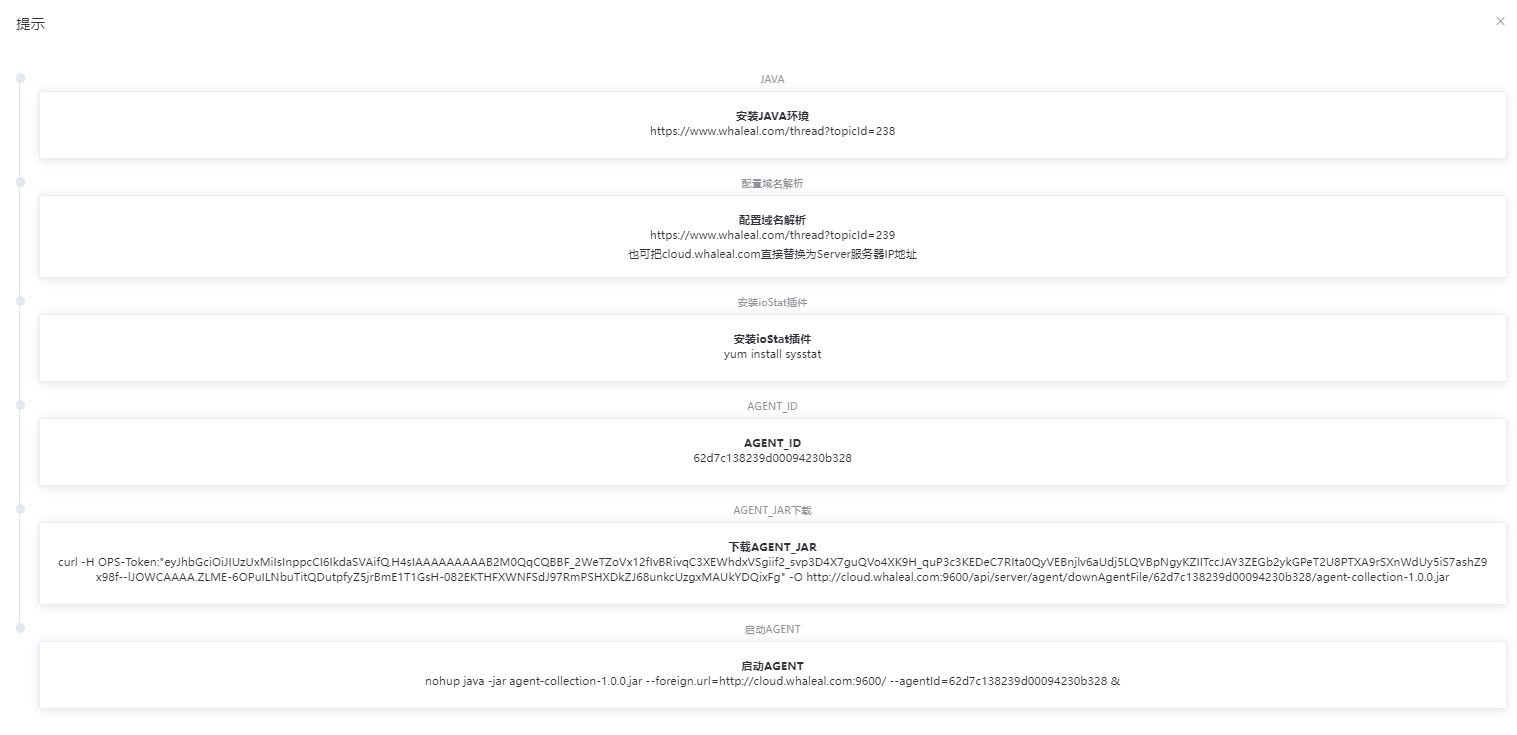 提示
JAVA
安装JAVA环境
https://www.whaleal.com/thread?topicId=238
配置域名解析
配置域名解析
https://www.whaleal.com/thread?topicId=239
也可把cloud.whaleal.com直接替换为Server服务器IP地址
安装ioStat插件
安装ioStat插件
yum install sysstat
AGENT_ID
AGENT_ID
62d7c138239d00094230b328
AGENT_JAR下载
下载AGENT_JAR
curl -H OPS-Token:"eyJhbGciOiJIUzUxMiIsInppcCI6IkdaSVAifQ.H4sIAAAAAAAAAB2M0QqCQBBF_2WeTZoVx12fIvBRivqC3XEWhdxVSgiif2_svp3D4X7guQVo4XK9H_quP3c3KEDeC7RIta0QyVEBnjlv6aUdj5LQVBpNgyKZIITccJAY3ZEGb2ykGPeT2U8PTXA9rSXnWdUy5iS7ashZ9
x98f--lJOWCAAAA.ZLME-6OPuILNbuTitQDutpfyZ5jrBmE1T1GsH-082EKTHFXWNFSdJ97RmPSHXDkZJ68unkcUzgxMAUkYDQixFg" -O http://cloud.whaleal.com:9600/api/server/agent/downAgentFile/62d7c138239d00094230b328/agent-collection-1.0.0.jar
启动AGENT
启动AGENT
nohup java -jar agent-collection-1.0.0.jar --foreign.url=http://cloud.whaleal.com:9600/ --agentId=62d7c138239d00094230b328 &